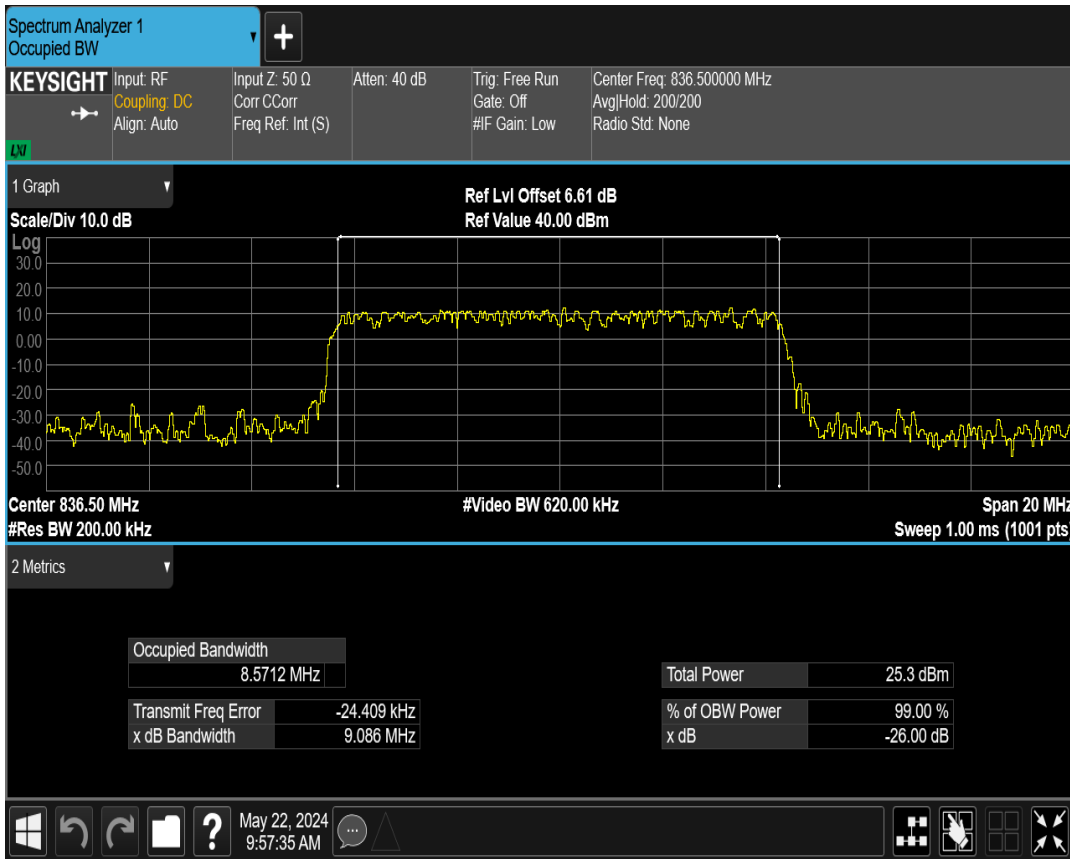 Spectrum Analyzer 1
Occupied BW
KEYSIGHT
LXI
Input: RF
Coupling: DC
Align: Auto
Input Z: 50 Ω
Corr CCorr
Freq Ref: Int (S)
Atten: 40 dB
Trig: Free Run
Gate: Off
#IF Gain: Low
Center Freq: 836.500000 MHz
Avg|Hold: 200/200
Radio Std: None
1 Graph
Ref Lvl Offset 6.61 dB
Scale/Div 10.0 dB
Ref Value 40.00 dBm
Log
30.0
20.0
10.0
0.00
-10.0
-20.0
-30.0
-40.0
-50.0
Center 836.50 MHz
#Video BW 620.00 kHz
Span 20 MHz
#Res BW 200.00 kHz
Sweep 1.00 ms (1001 pts)
2 Metrics
Occupied Bandwidth
8.5712 MHz
Total Power 25.3 dBm
Transmit Freq Error -24.409 kHz
% of OBW Power 99.00 %
x dB Bandwidth 9.086 MHz
x dB -26.00 dB
May 22, 2024
9:57:35 AM